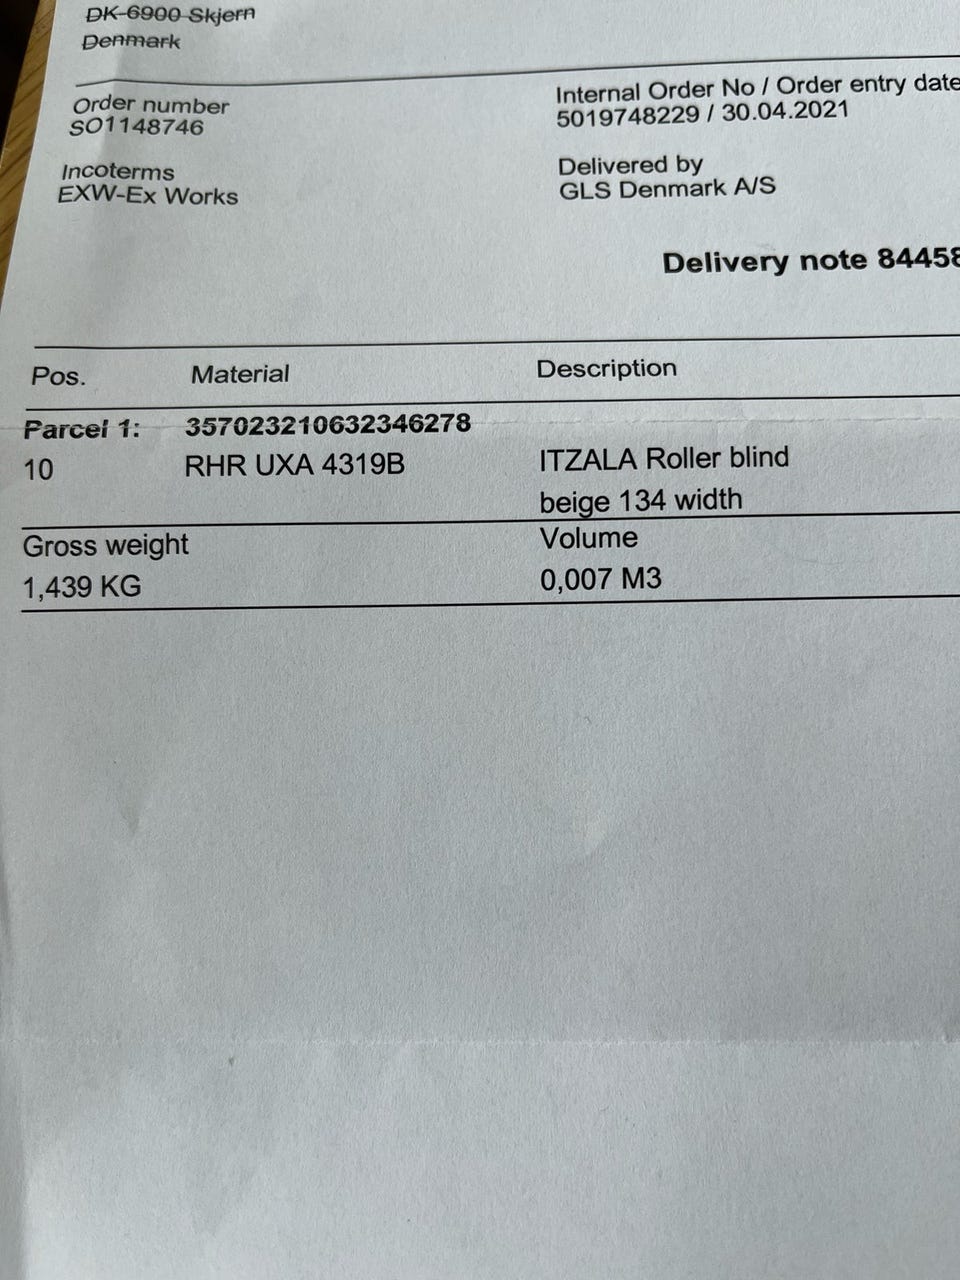 DK-6900 Skjern
Denmark
Order number
SO1148746
Internal Order No / Order entry date
5019748229 / 30.04.2021
Incoterms
EXW-Ex Works
Delivered by
GLS Denmark A/S
Delivery note 84458
Pos. Material Description
Parcel 1: 357023210632346278
10 RHR UXA 4319B ITZALA Roller blind
beige 134 width
Gross weight Volume
1,439 KG 0,007 M3